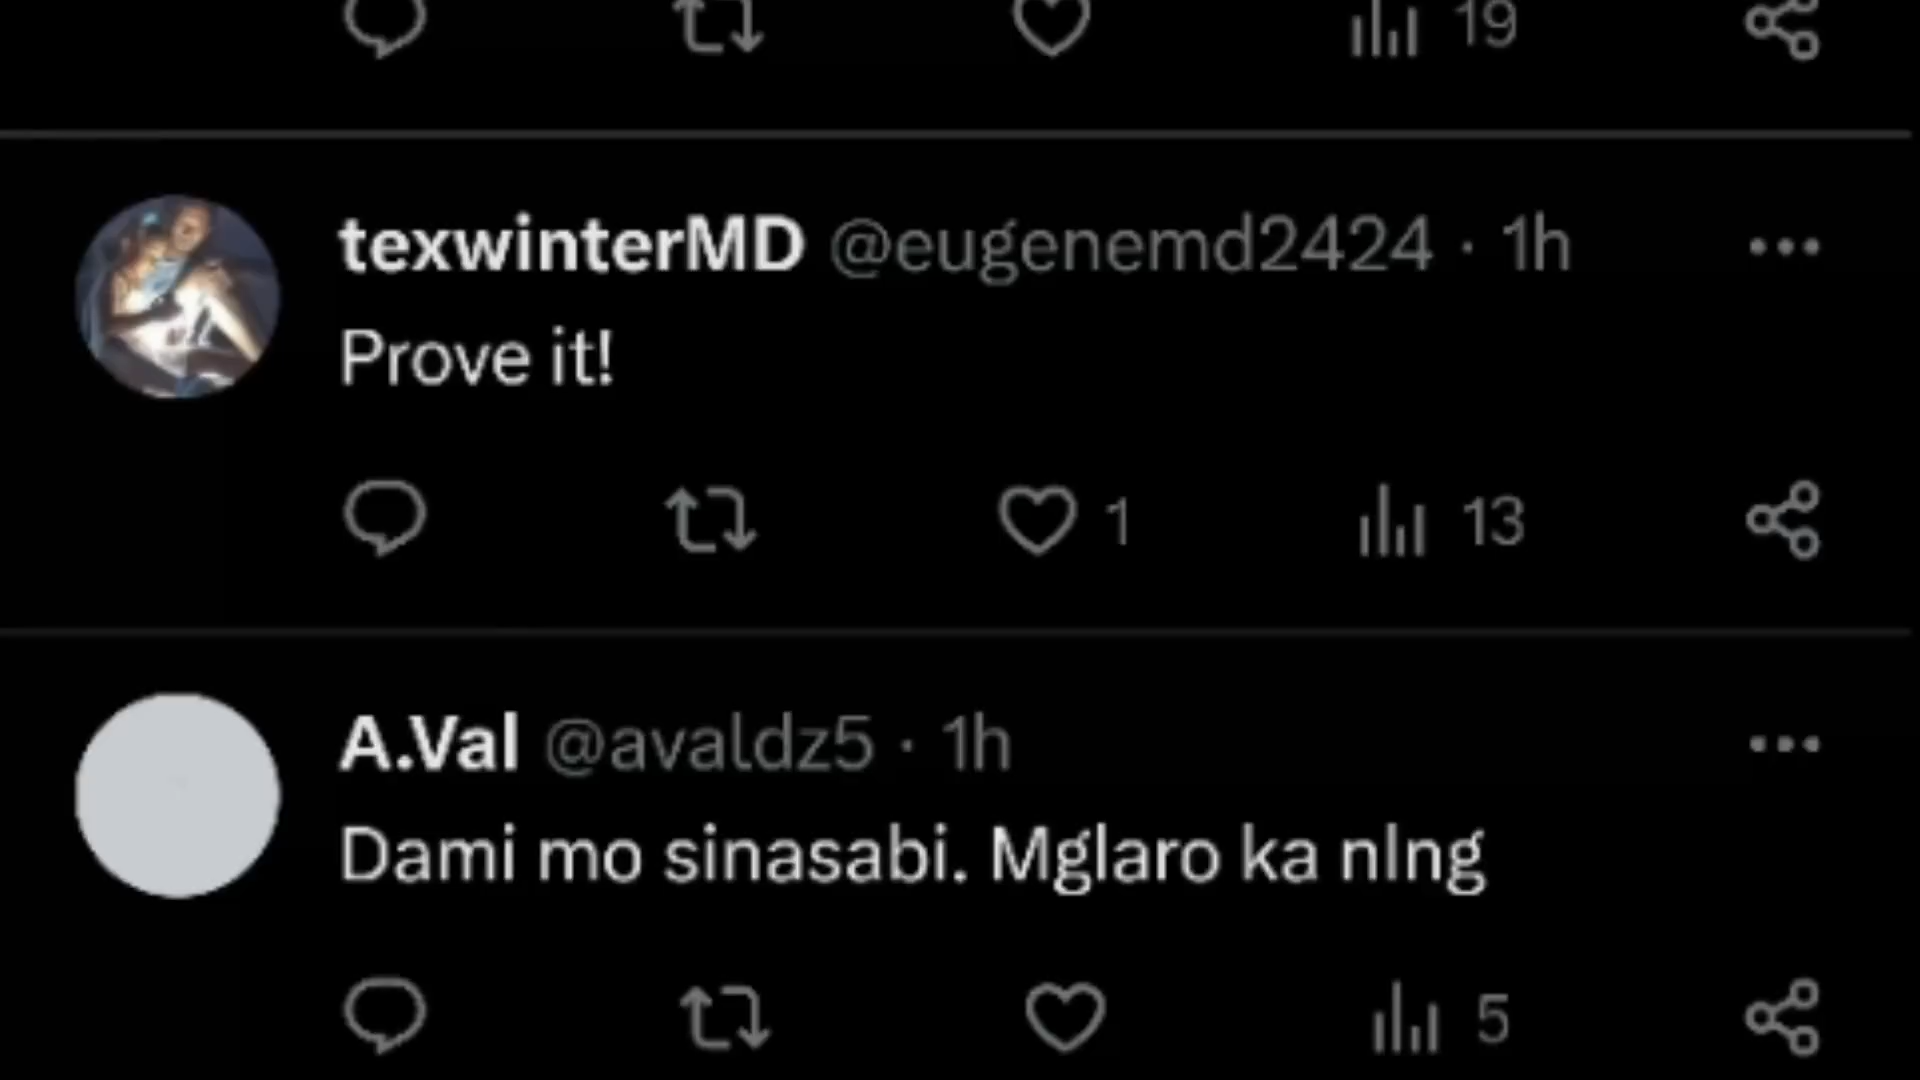 19
texwinterMD @eugenemd2424 · 1h
Prove it!
1 13
A.Val @avaldz5 · 1h
Dami mo sinasabi. Mglaro ka nlng
5